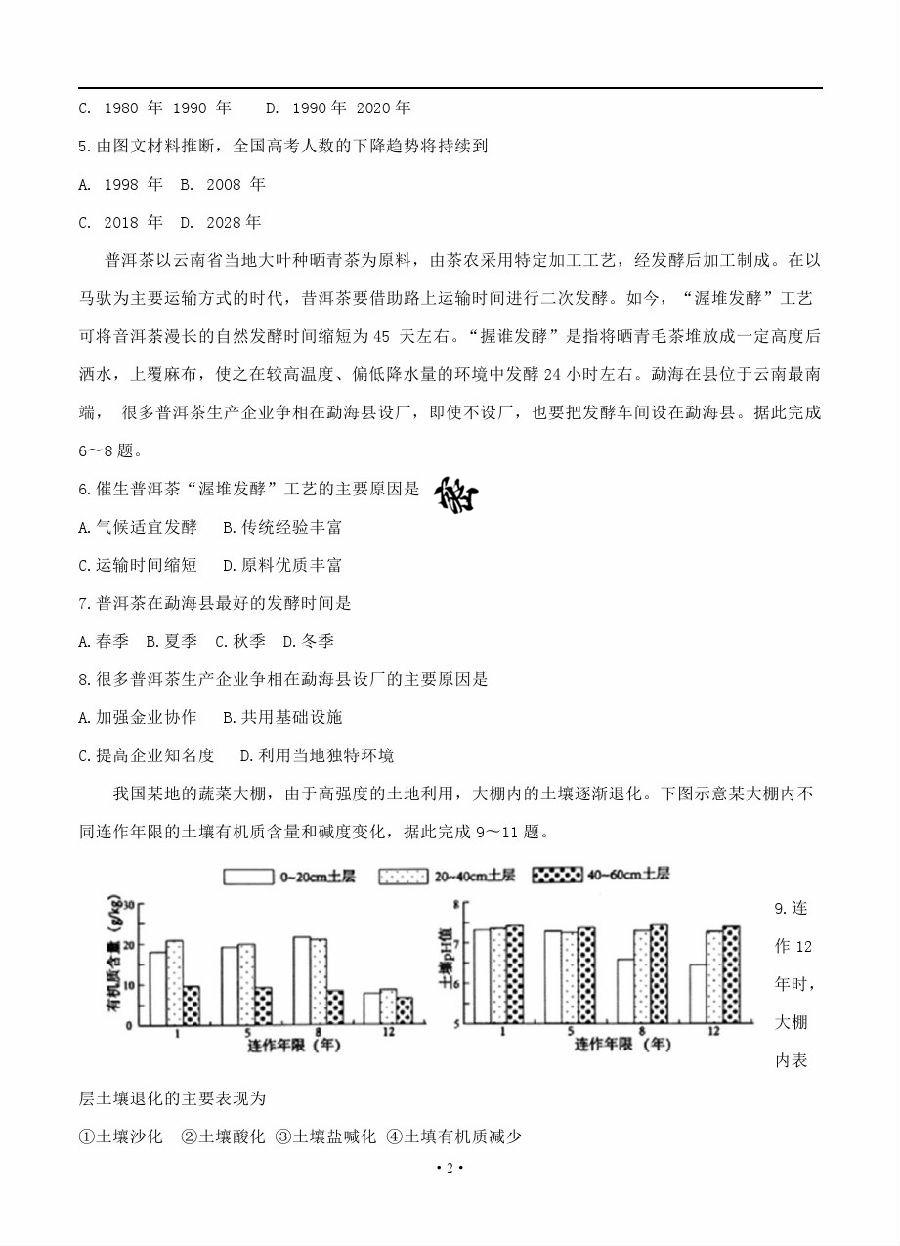 C. 1980 年 1990 年 D. 1990年 2020年
5.由图文材料推断，全国高考人数的下降趋势将持续到
A. 1998 年 B. 2008 年
C. 2018 年 D. 2028年
普洱茶以云南省当地大叶种晒青茶为原料，由茶农采用特定加工工艺，经发酵后加工制成。在以
马驮为主要运输方式的时代，昔洱茶要借助路上运输时间进行二次发酵。如今，“渥堆发酵”工艺
可将音洱荼漫长的自然发酵时间缩短为45 天左右。“握谁发酵”是指将晒青毛茶堆放成一定高度后
洒水，上覆麻布，使之在较高温度、偏低降水量的环境中发酵24小时左右。勐海在县位于云南最南
端， 很多普洱茶生产企业争相在勐海县设厂，即使不设厂，也要把发酵车间设在勐海县。据此完成
6~8题。
6.催生普洱茶“渥堆发酵”工艺的主要原因是
A.气候适宜发酵 B.传统经验丰富
C.运输时间缩短 D.原料优质丰富
7.普洱茶在勐海县最好的发酵时间是
A.春季 B.夏季 C.秋季 D.冬季
8.很多普洱茶生产企业争相在勐海县设厂的主要原因是
A.加强金业协作 B.共用基础设施
C.提高企业知名度 D.利用当地独特环境
我国某地的蔬菜大棚，由于高强度的土地利用，大棚内的土壤逐渐退化。下图示意某大棚内不
同连作年限的土壤有机质含量和碱度变化，据此完成9～11题。
0~20cm土层 20~40cm土层 40~60cm土层
有机质含量（g/kg）
30
20
10
0
1 5 8 12
连作年限（年）
土壤pH值
8
7
6
5
1 5 8 12
连作年限（年）
9.连
作12
年时，
大棚
内表
层土壤退化的主要表现为
①土壤沙化 ②土壤酸化 ③土壤盐碱化 ④土填有机质减少
·2·